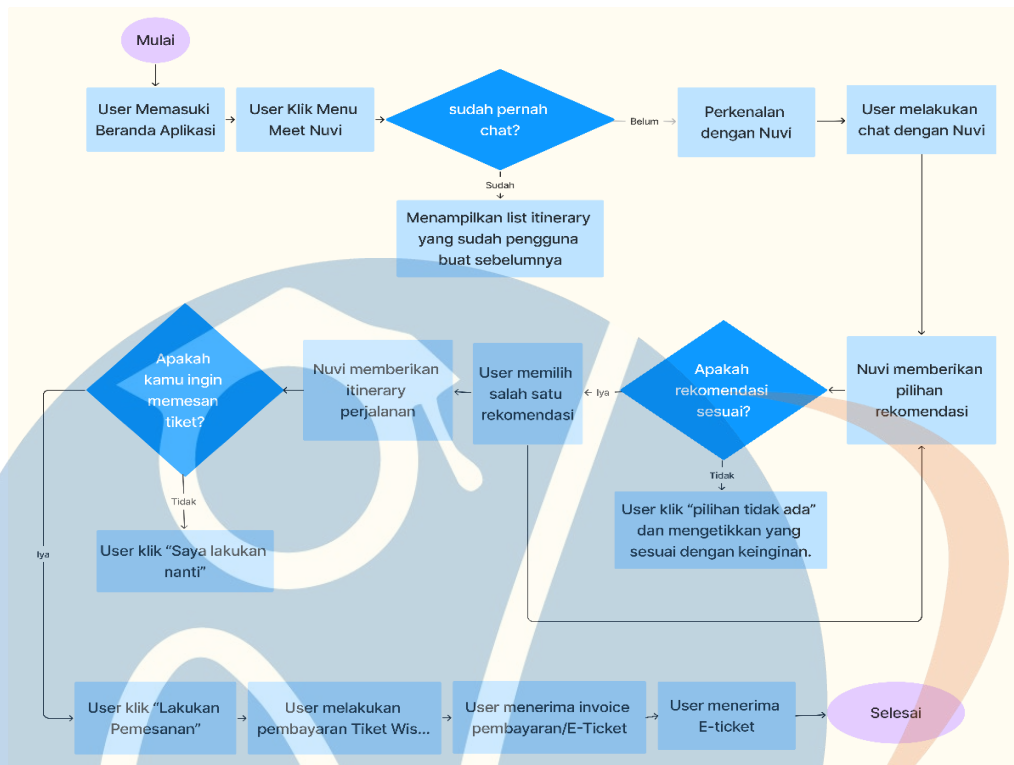 Mulai
User Memasuki
Beranda Aplikasi
User Klik Menu
Meet Nuvi
sudah pernah
chat?
Belum
Perkenalan
dengan Nuvi
User melakukan
chat dengan Nuvi
Sudah
Menampilkan list itinerary
yang sudah pengguna
buat sebelumnya
Nuvi memberikan
pilihan
rekomendasi
Apakah
rekomendasi
sesuai?
Iya
User memilih
salah satu
rekomendasi
Nuvi memberikan
itinerary
perjalanan
Apakah
kamu ingin
memesan
tiket?
Tidak
User klik “pilihan tidak ada”
dan mengetikkan yang
sesuai dengan keinginan.
Tidak
User klik “Saya lakukan
nanti”
Iya
User klik “Lakukan
Pemesanan”
User melakukan
pembayaran Tiket Wis...
User menerima invoice
pembayaran/E-Ticket
User menerima
E-ticket
Selesai